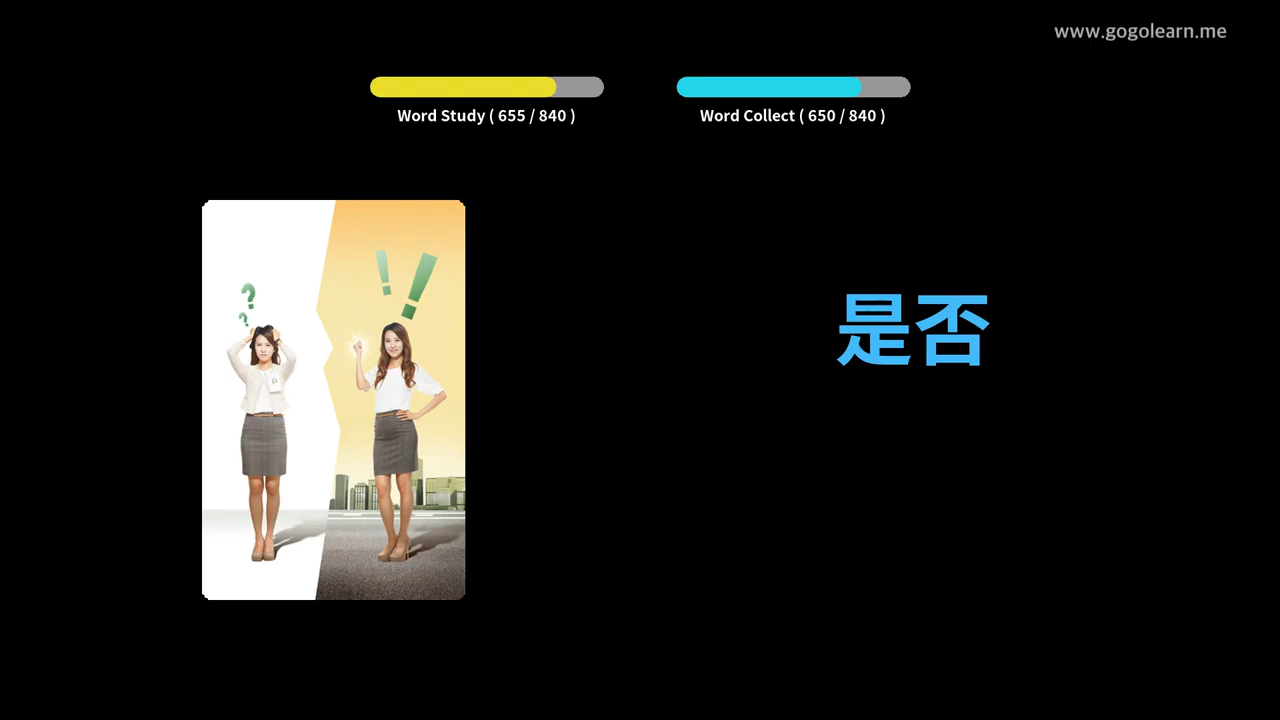 www.gogolearn.me
Word Study ( 655 / 840 )
Word Collect ( 650 / 840 )
? ?
! !
是否